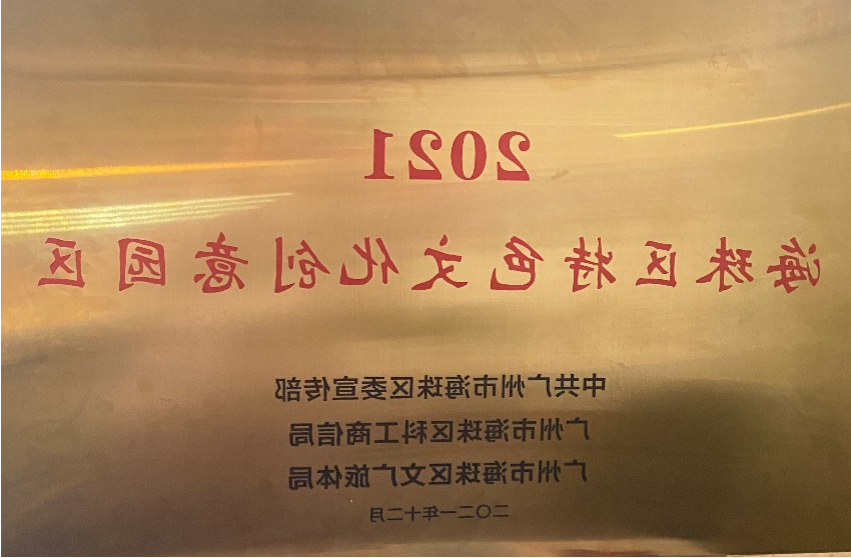 2021
海珠区特色文化创意园区
中共广州市海珠区委宣传部
广州市海珠区科工商信局
广州市海珠区文广旅体局
二〇二一年十二月